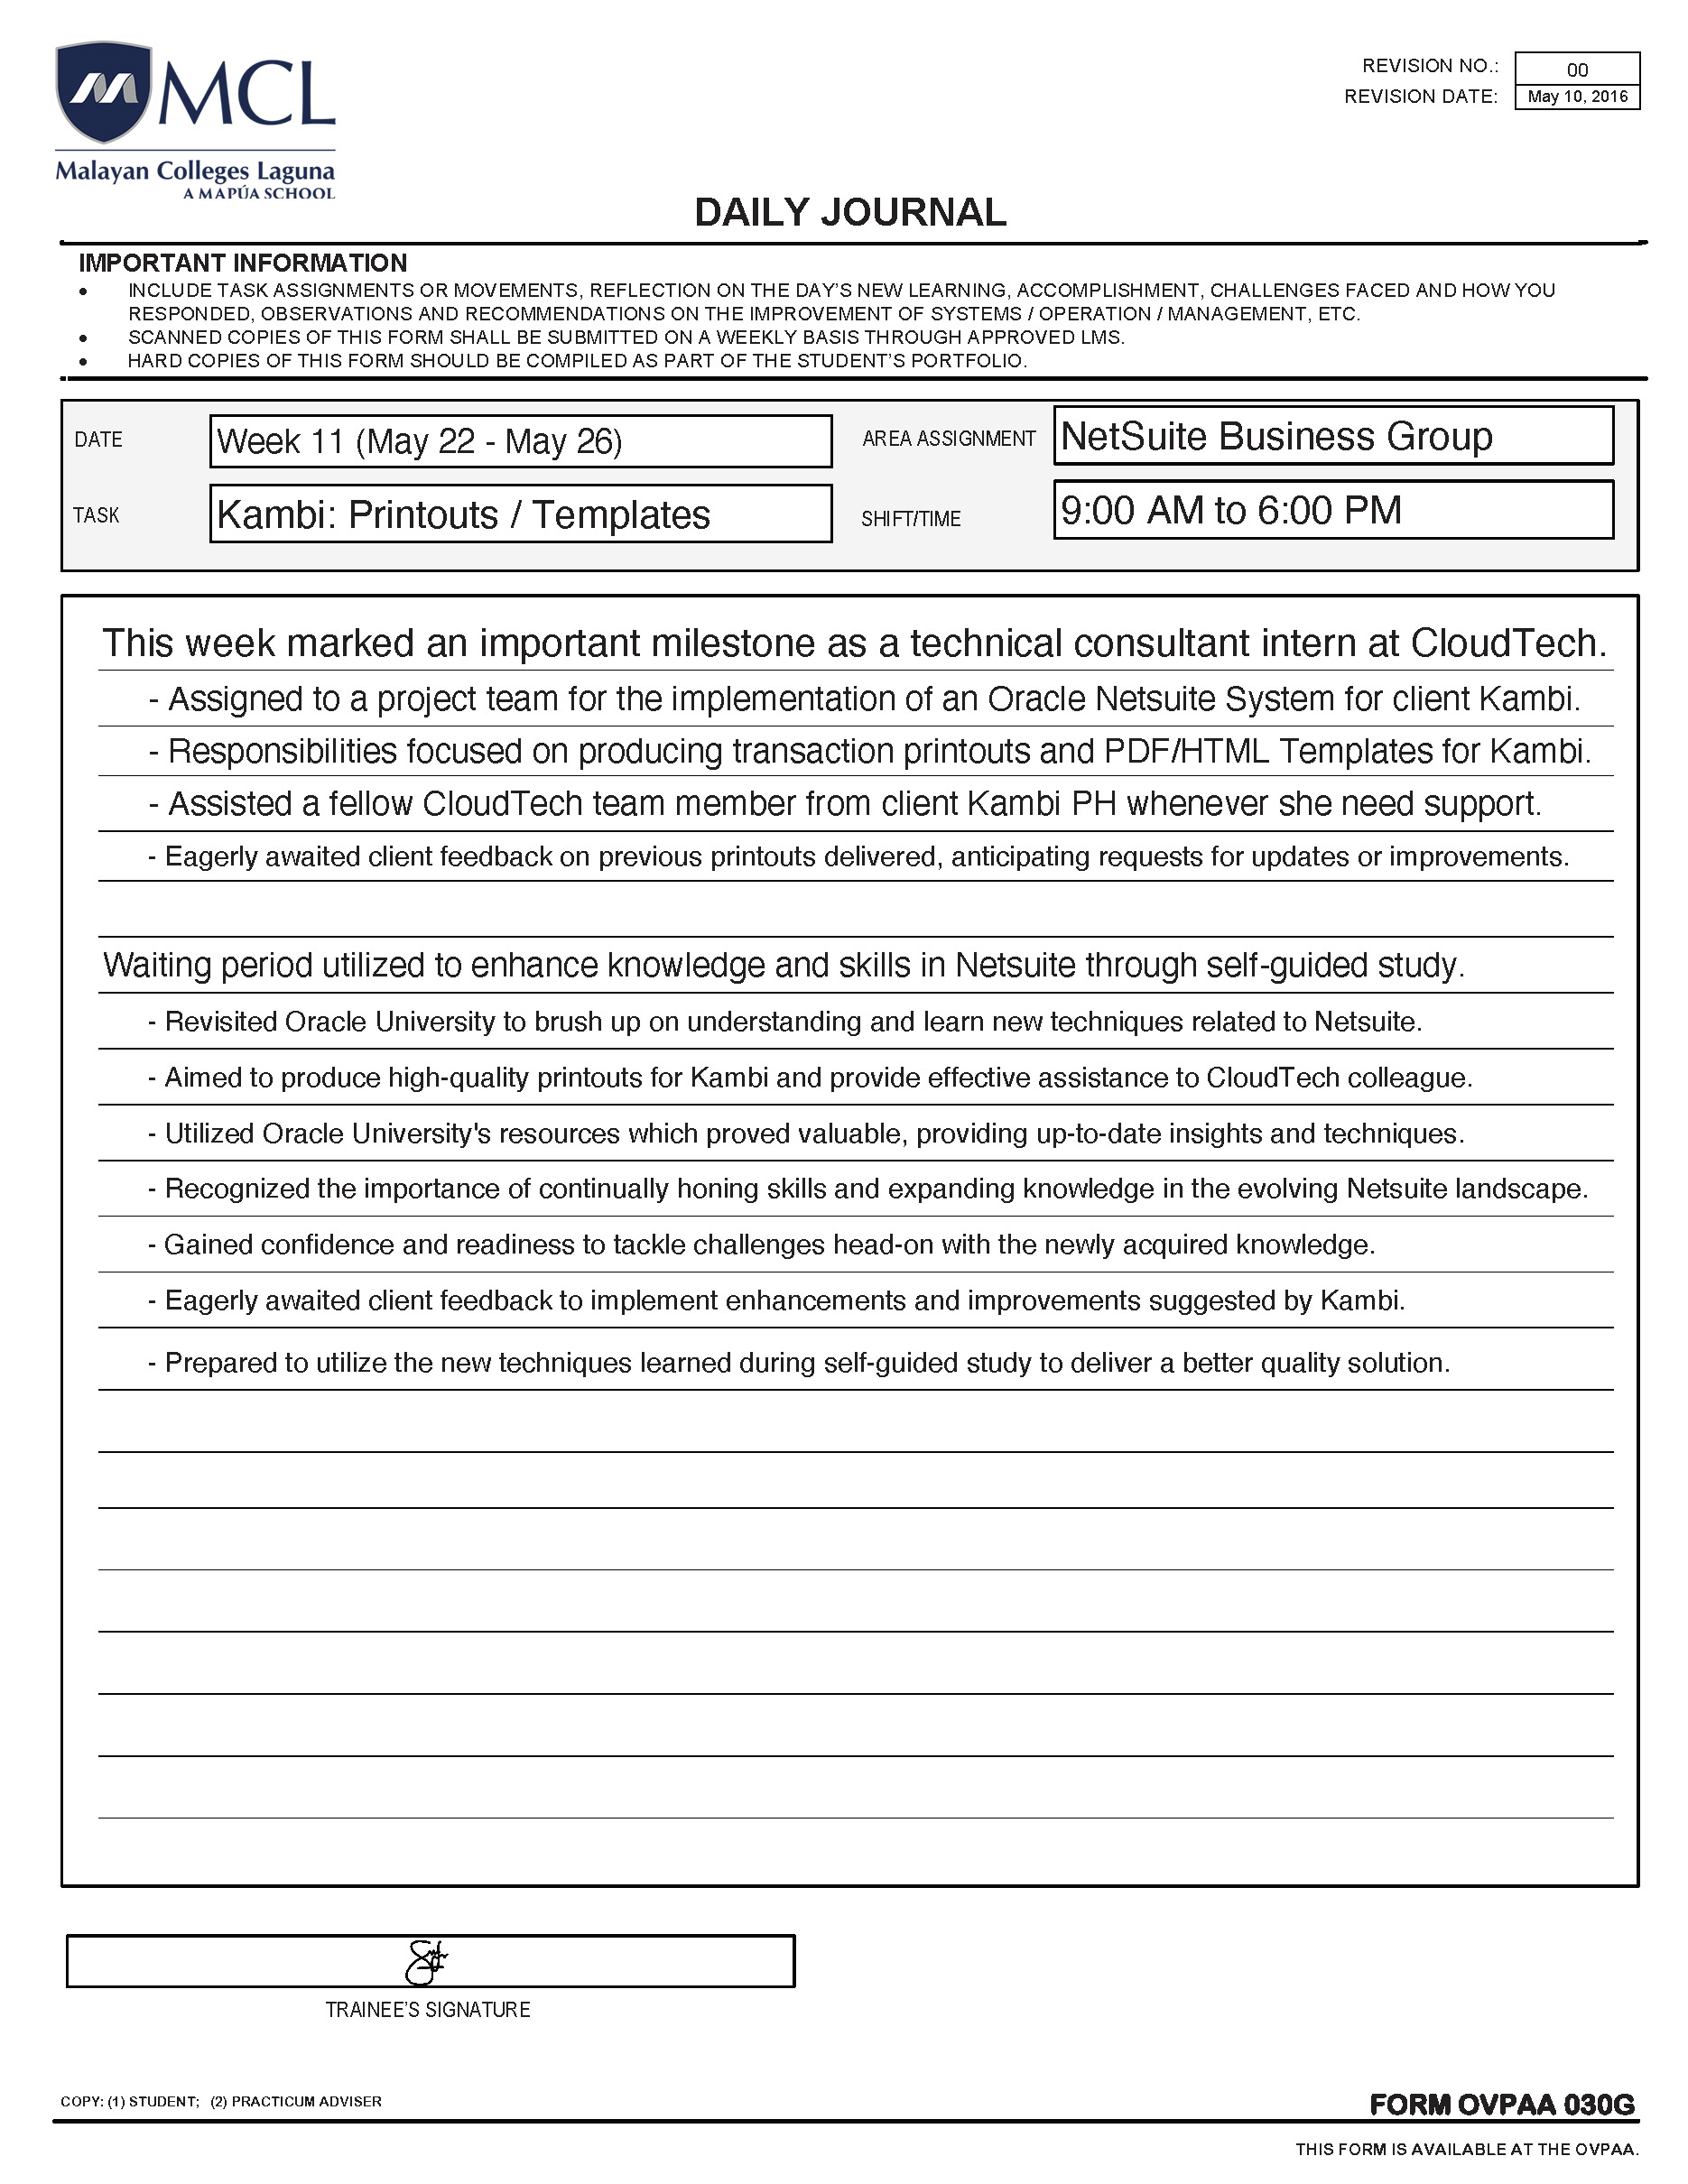 MCL
Malayan Colleges Laguna
A MAPÚA SCHOOL
REVISION NO.: 00
REVISION DATE: May 10, 2016
DAILY JOURNAL
IMPORTANT INFORMATION
• INCLUDE TASK ASSIGNMENTS OR MOVEMENTS, REFLECTION ON THE DAY'S NEW LEARNING, ACCOMPLISHMENT, CHALLENGES FACED AND HOW YOU
RESPONDED, OBSERVATIONS AND RECOMMENDATIONS ON THE IMPROVEMENT OF SYSTEMS / OPERATION / MANAGEMENT, ETC.
• SCANNED COPIES OF THIS FORM SHALL BE SUBMITTED ON A WEEKLY BASIS THROUGH APPROVED LMS.
• HARD COPIES OF THIS FORM SHOULD BE COMPILED AS PART OF THE STUDENT'S PORTFOLIO.
DATE Week 11 (May 22 - May 26) AREA ASSIGNMENT NetSuite Business Group
TASK Kambi: Printouts / Templates SHIFT/TIME 9:00 AM to 6:00 PM
This week marked an important milestone as a technical consultant intern at CloudTech.
- Assigned to a project team for the implementation of an Oracle Netsuite System for client Kambi.
- Responsibilities focused on producing transaction printouts and PDF/HTML Templates for Kambi.
- Assisted a fellow CloudTech team member from client Kambi PH whenever she need support.
- Eagerly awaited client feedback on previous printouts delivered, anticipating requests for updates or improvements.
Waiting period utilized to enhance knowledge and skills in Netsuite through self-guided study.
- Revisited Oracle University to brush up on understanding and learn new techniques related to Netsuite.
- Aimed to produce high-quality printouts for Kambi and provide effective assistance to CloudTech colleague.
- Utilized Oracle University's resources which proved valuable, providing up-to-date insights and techniques.
- Recognized the importance of continually honing skills and expanding knowledge in the evolving Netsuite landscape.
- Gained confidence and readiness to tackle challenges head-on with the newly acquired knowledge.
- Eagerly awaited client feedback to implement enhancements and improvements suggested by Kambi.
- Prepared to utilize the new techniques learned during self-guided study to deliver a better quality solution.
TRAINEE'S SIGNATURE
COPY: (1) STUDENT; (2) PRACTICUM ADVISER
FORM OVPAA 030G
THIS FORM IS AVAILABLE AT THE OVPAA.